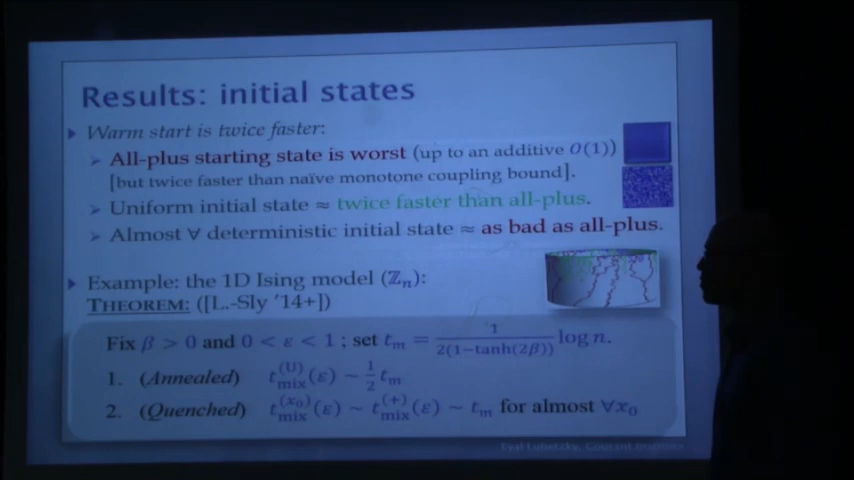 Results: initial states
Warm start is twice faster:
All-plus starting state is worst (up to an additive O(1))
[but twice faster than naïve monotone coupling bound].
Uniform initial state ≈ twice faster than all-plus.
Almost ∀ deterministic initial state ≈ as bad as all-plus.
Example: the 1D Ising model (ℤₙ):
THEOREM: ([L.-Sly '14+])
Fix β > 0 and 0 < ε < 1 ; set t_m = 1/(2(1−tanh(2β))) log n.
1. (Annealed) t_mix^(U)(ε) ~ 1/2 t_m
2. (Quenched) t_mix^(x₀)(ε) ~ t_mix^(+)(ε) ~ t_m for almost ∀x₀
Eyal Lubetzky, Courant Institute